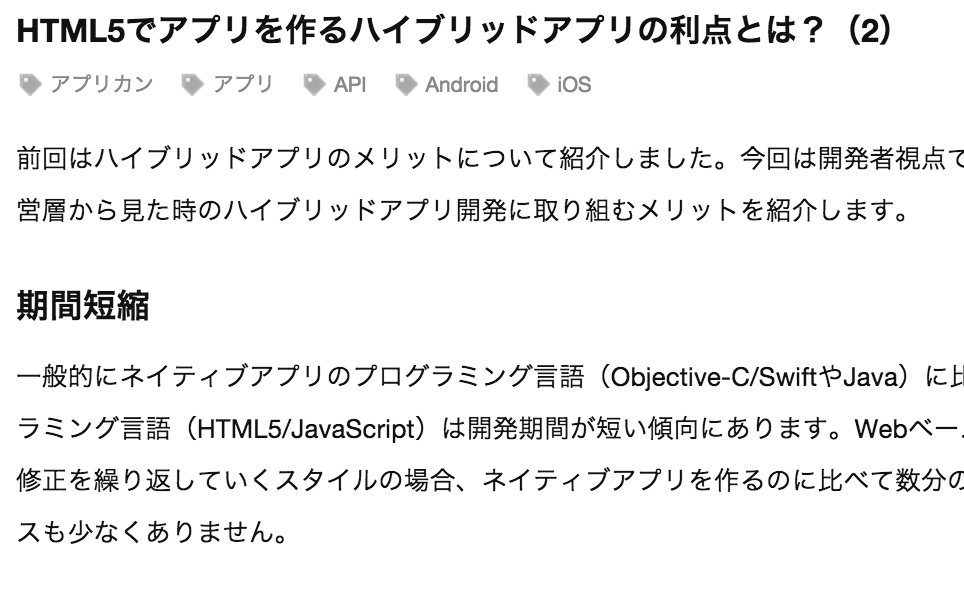 HTML5でアプリを作るハイブリッドアプリの利点とは？（2）
アプリカン アプリ API Android iOS
前回はハイブリッドアプリのメリットについて紹介しました。今回は開発者視点で
営層から見た時のハイブリッドアプリ開発に取り組むメリットを紹介します。
期間短縮
一般的にネイティブアプリのプログラミング言語（Objective-C/SwiftやJava）に比
ラミング言語（HTML5/JavaScript）は開発期間が短い傾向にあります。Webベー
修正を繰り返していくスタイルの場合、ネイティブアプリを作るのに比べて数分の
スも少なくありません。